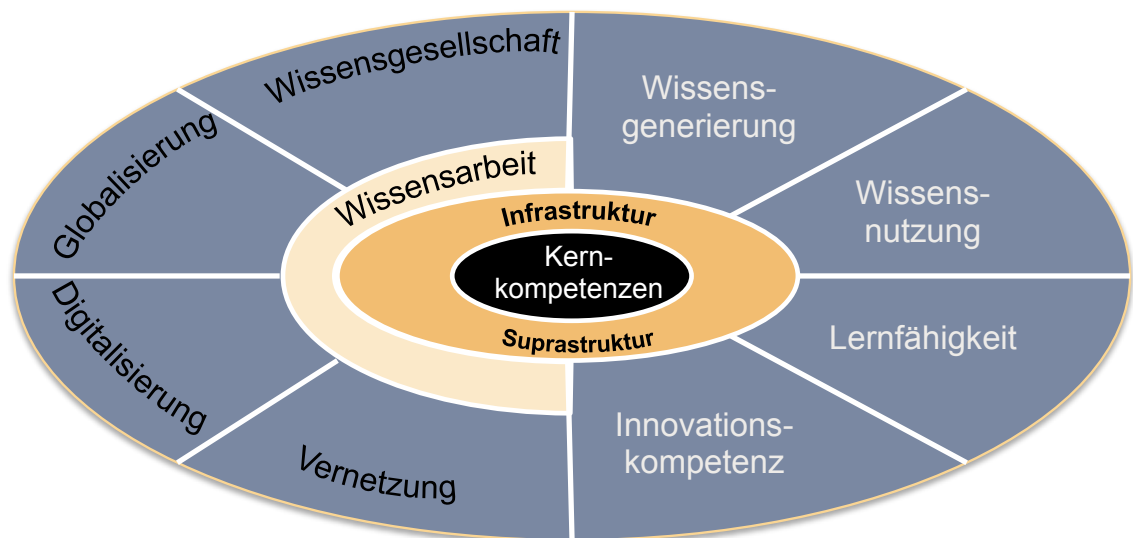 Wissensgesellschaft
Wissens-
generierung
Globalisierung
Wissensarbeit
Wissens-
nutzung
Infrastruktur
Kern-
kompetenzen
Suprastruktur
Digitalisierung
Lernfähigkeit
Vernetzung
Innovations-
kompetenz